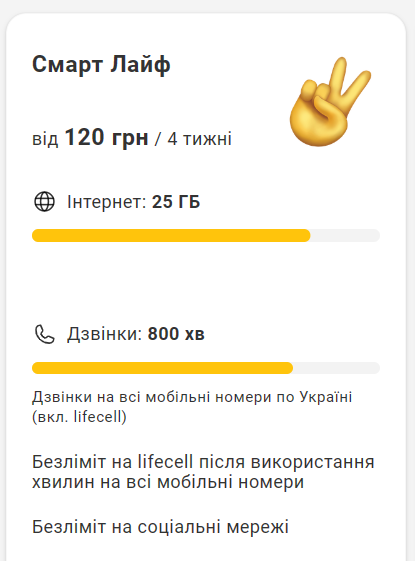 Смарт Лайф
від 120 грн / 4 тижні
Інтернет: 25 ГБ
Дзвінки: 800 хв
Дзвінки на всі мобільні номери по Україні
(вкл. lifecell)
Безліміт на lifecell після використання
хвилин на всі мобільні номери
Безліміт на соціальні мережі